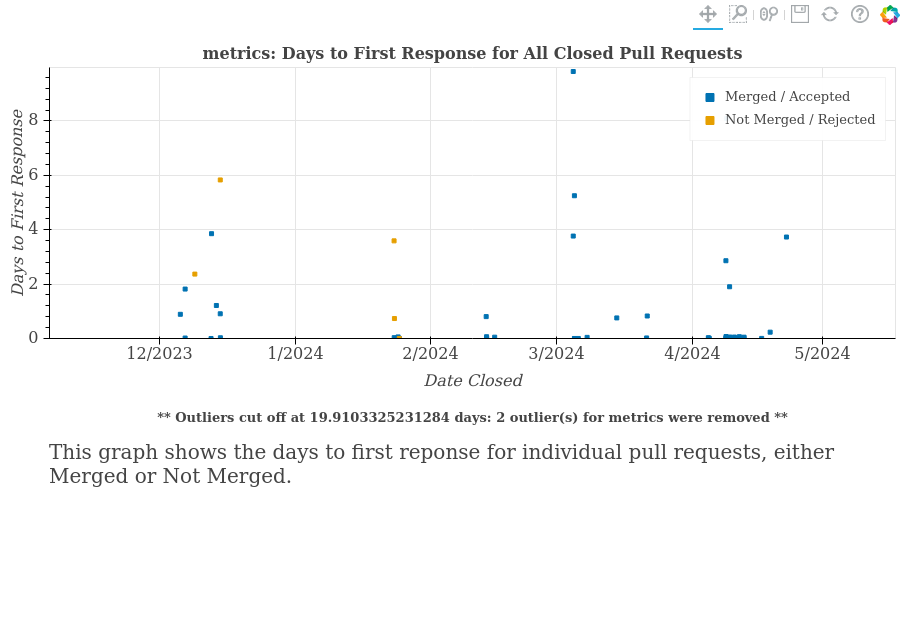 metrics: Days to First Response for All Closed Pull Requests
Merged / Accepted
Not Merged / Rejected
Days to First Response
8
6
4
2
0
12/2023
1/2024
2/2024
3/2024
4/2024
5/2024
Date Closed
** Outliers cut off at 19.9103325231284 days: 2 outlier(s) for metrics were removed **
This graph shows the days to first reponse for individual pull requests, either
Merged or Not Merged.